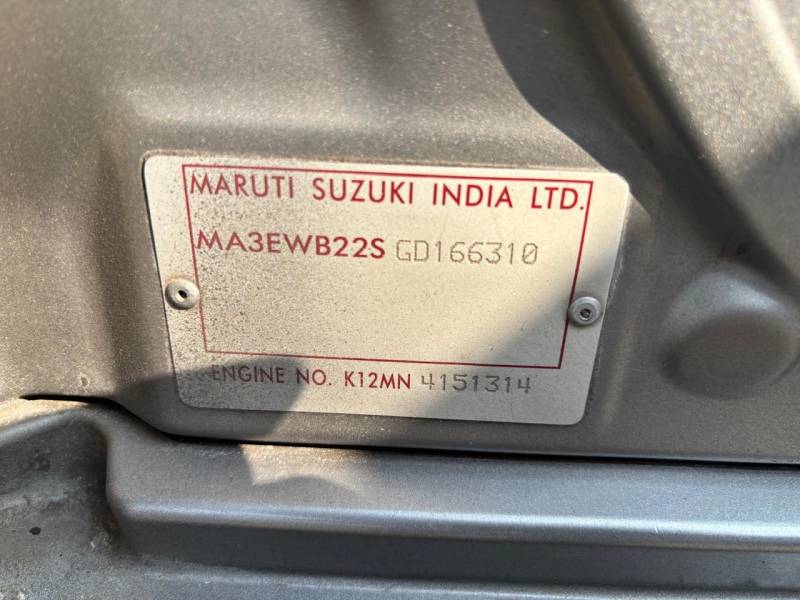 MARUTI SUZUKI INDIA LTD.
MA3EWB22S GD166310
ENGINE NO. K12MN 4151314